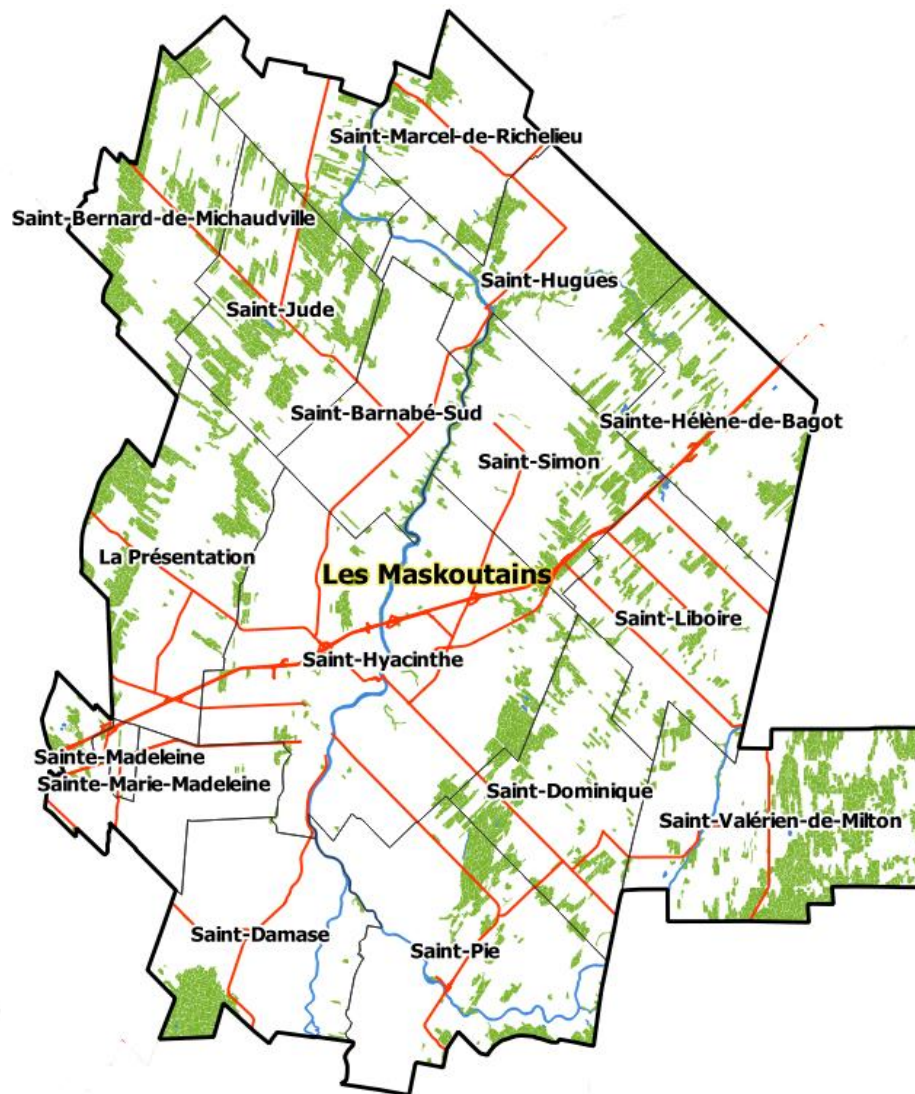 Saint-Marcel-de-Richelieu
Saint-Bernard-de-Michaudville
Saint-Hugues
Saint-Jude
Saint-Barnabé-Sud
Sainte-Hélène-de-Bagot
Saint-Simon
La Présentation
Les Maskoutains
Saint-Liboire
Saint-Hyacinthe
Sainte-Madeleine
Sainte-Marie-Madeleine
Saint-Dominique
Saint-Valérien-de-Milton
Saint-Damase
Saint-Pie